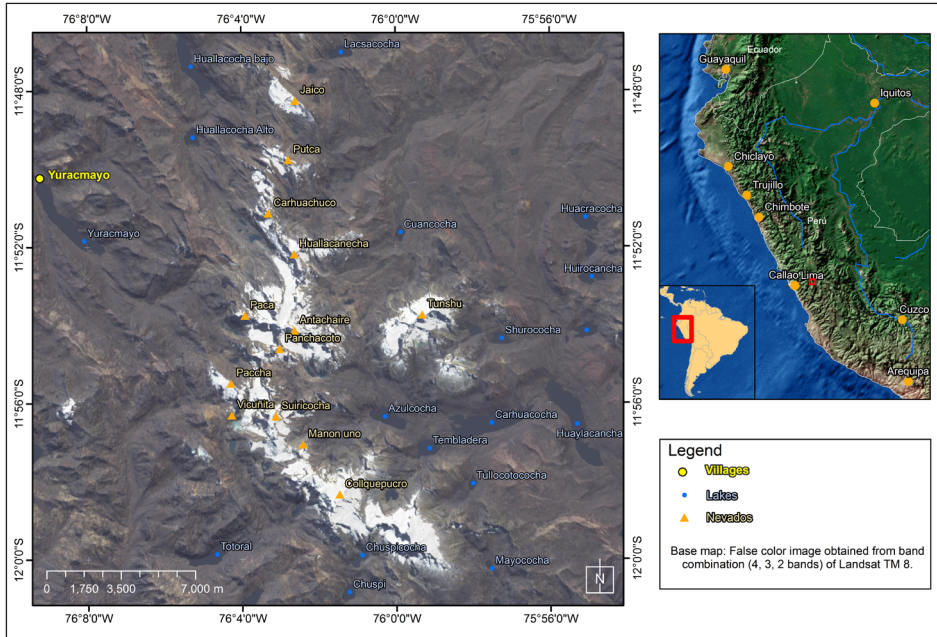 76°8'0"W
76°4'0"W
76°0'0"W
75°56'0"W
11°48'0"S
11°52'0"S
11°56'0"S
12°0'0"S
Lacsacocha
Huallacocha bajo
Jaico
Huallacocha Alto
Putca
Yuracmayo
Carhuachuco
Huacracocha
Cuancocha
Yuracmayo
Huallacanecha
Huirocancha
Paca
Tunshu
Antachaire
Shurococha
Panchacoto
Paccha
Vicuñita
Suiricocha
Azulcocha
Carhuacocha
Manon uno
Tembladera
Huaylacancha
Tullocotococha
Collquepucro
Totoral
Chuspicocha
Mayococha
Chuspi
0 1,750 3,500 7,000 m
N
76°8'0"W
76°4'0"W
76°0'0"W
75°56'0"W
11°48'0"S
11°52'0"S
11°56'0"S
12°0'0"S
Ecuador
Guayaquil
Iquitos
Chiclayo
Trujillo
Chimbote
Perú
Callao
Lima
Cuzco
Arequipa
Legend
Villages
Lakes
Nevados
Base map: False color image obtained from band
combination (4, 3, 2 bands) of Landsat TM 8.